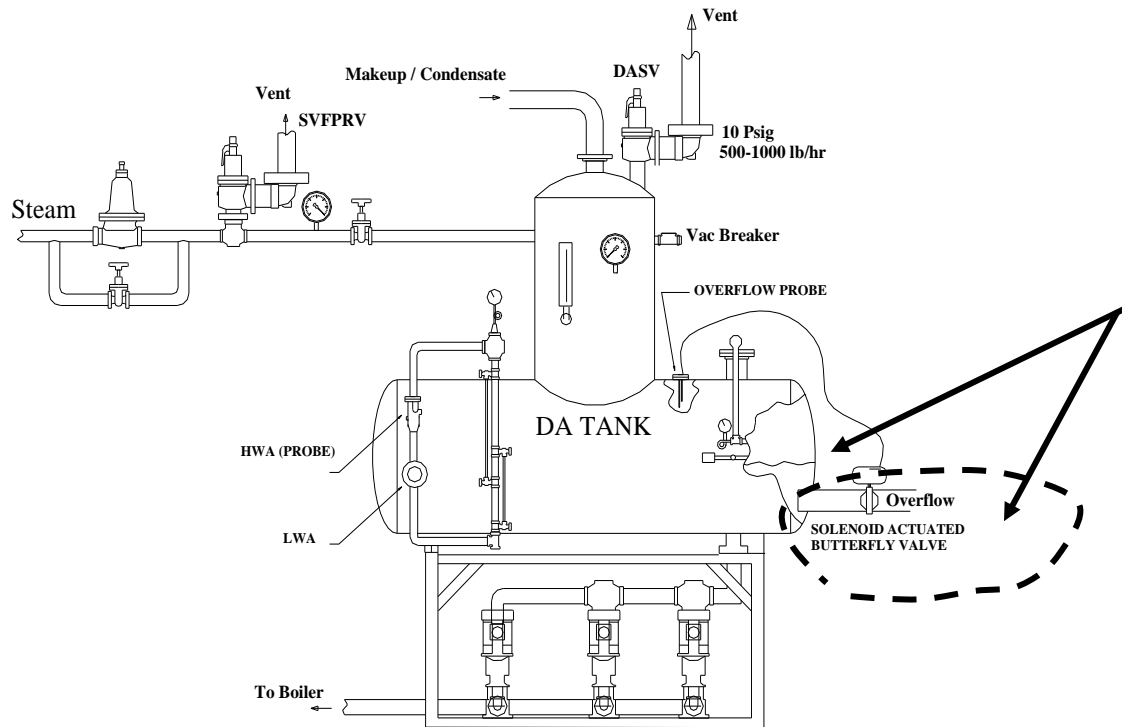 Vent
Makeup / Condensate
DASV
Vent
SVFPRV
10 Psig
500-1000 lb/hr
Steam
Vac Breaker
OVERFLOW PROBE
DA TANK
HWA (PROBE)
Overflow
SOLENOID ACTUATED
BUTTERFLY VALVE
LWA
To Boiler